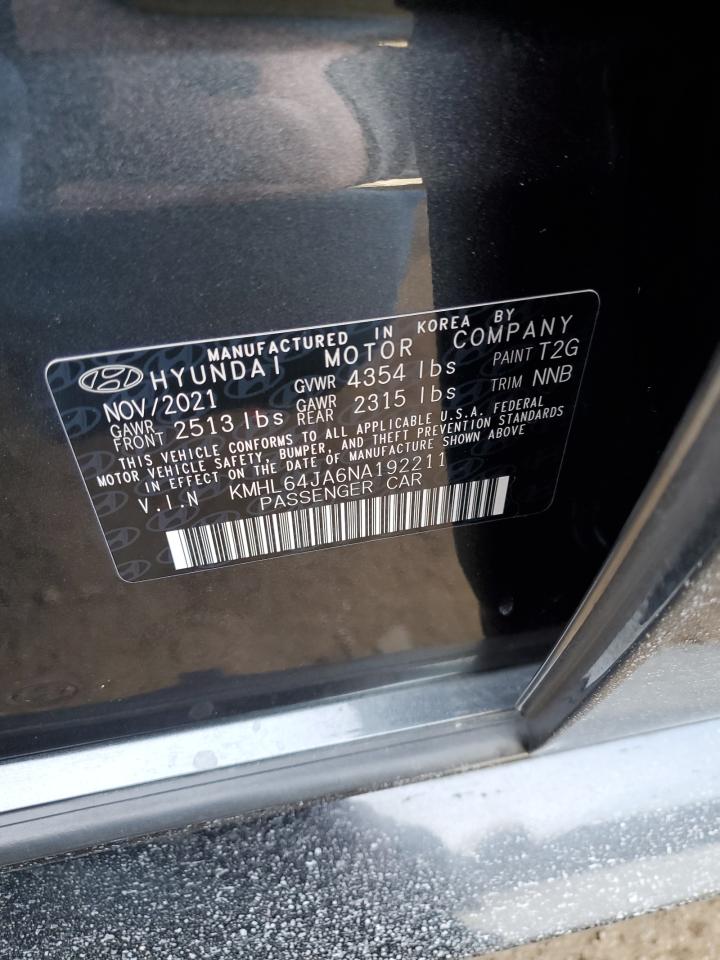 MANUFACTURED IN KOREA BY
HYUNDAI MOTOR COMPANY
NOV/2021 GVWR 4354 lbs PAINT T2G
GAWR FRONT 2513 lbs GAWR REAR 2315 lbs TRIM NNB
THIS VEHICLE CONFORMS TO ALL APPLICABLE U.S.A. FEDERAL
MOTOR VEHICLE SAFETY, BUMPER, AND THEFT PREVENTION STANDARDS
IN EFFECT ON THE DATE OF MANUFACTURE SHOWN ABOVE
V.I.N KMHL64JA6NA192211
PASSENGER CAR